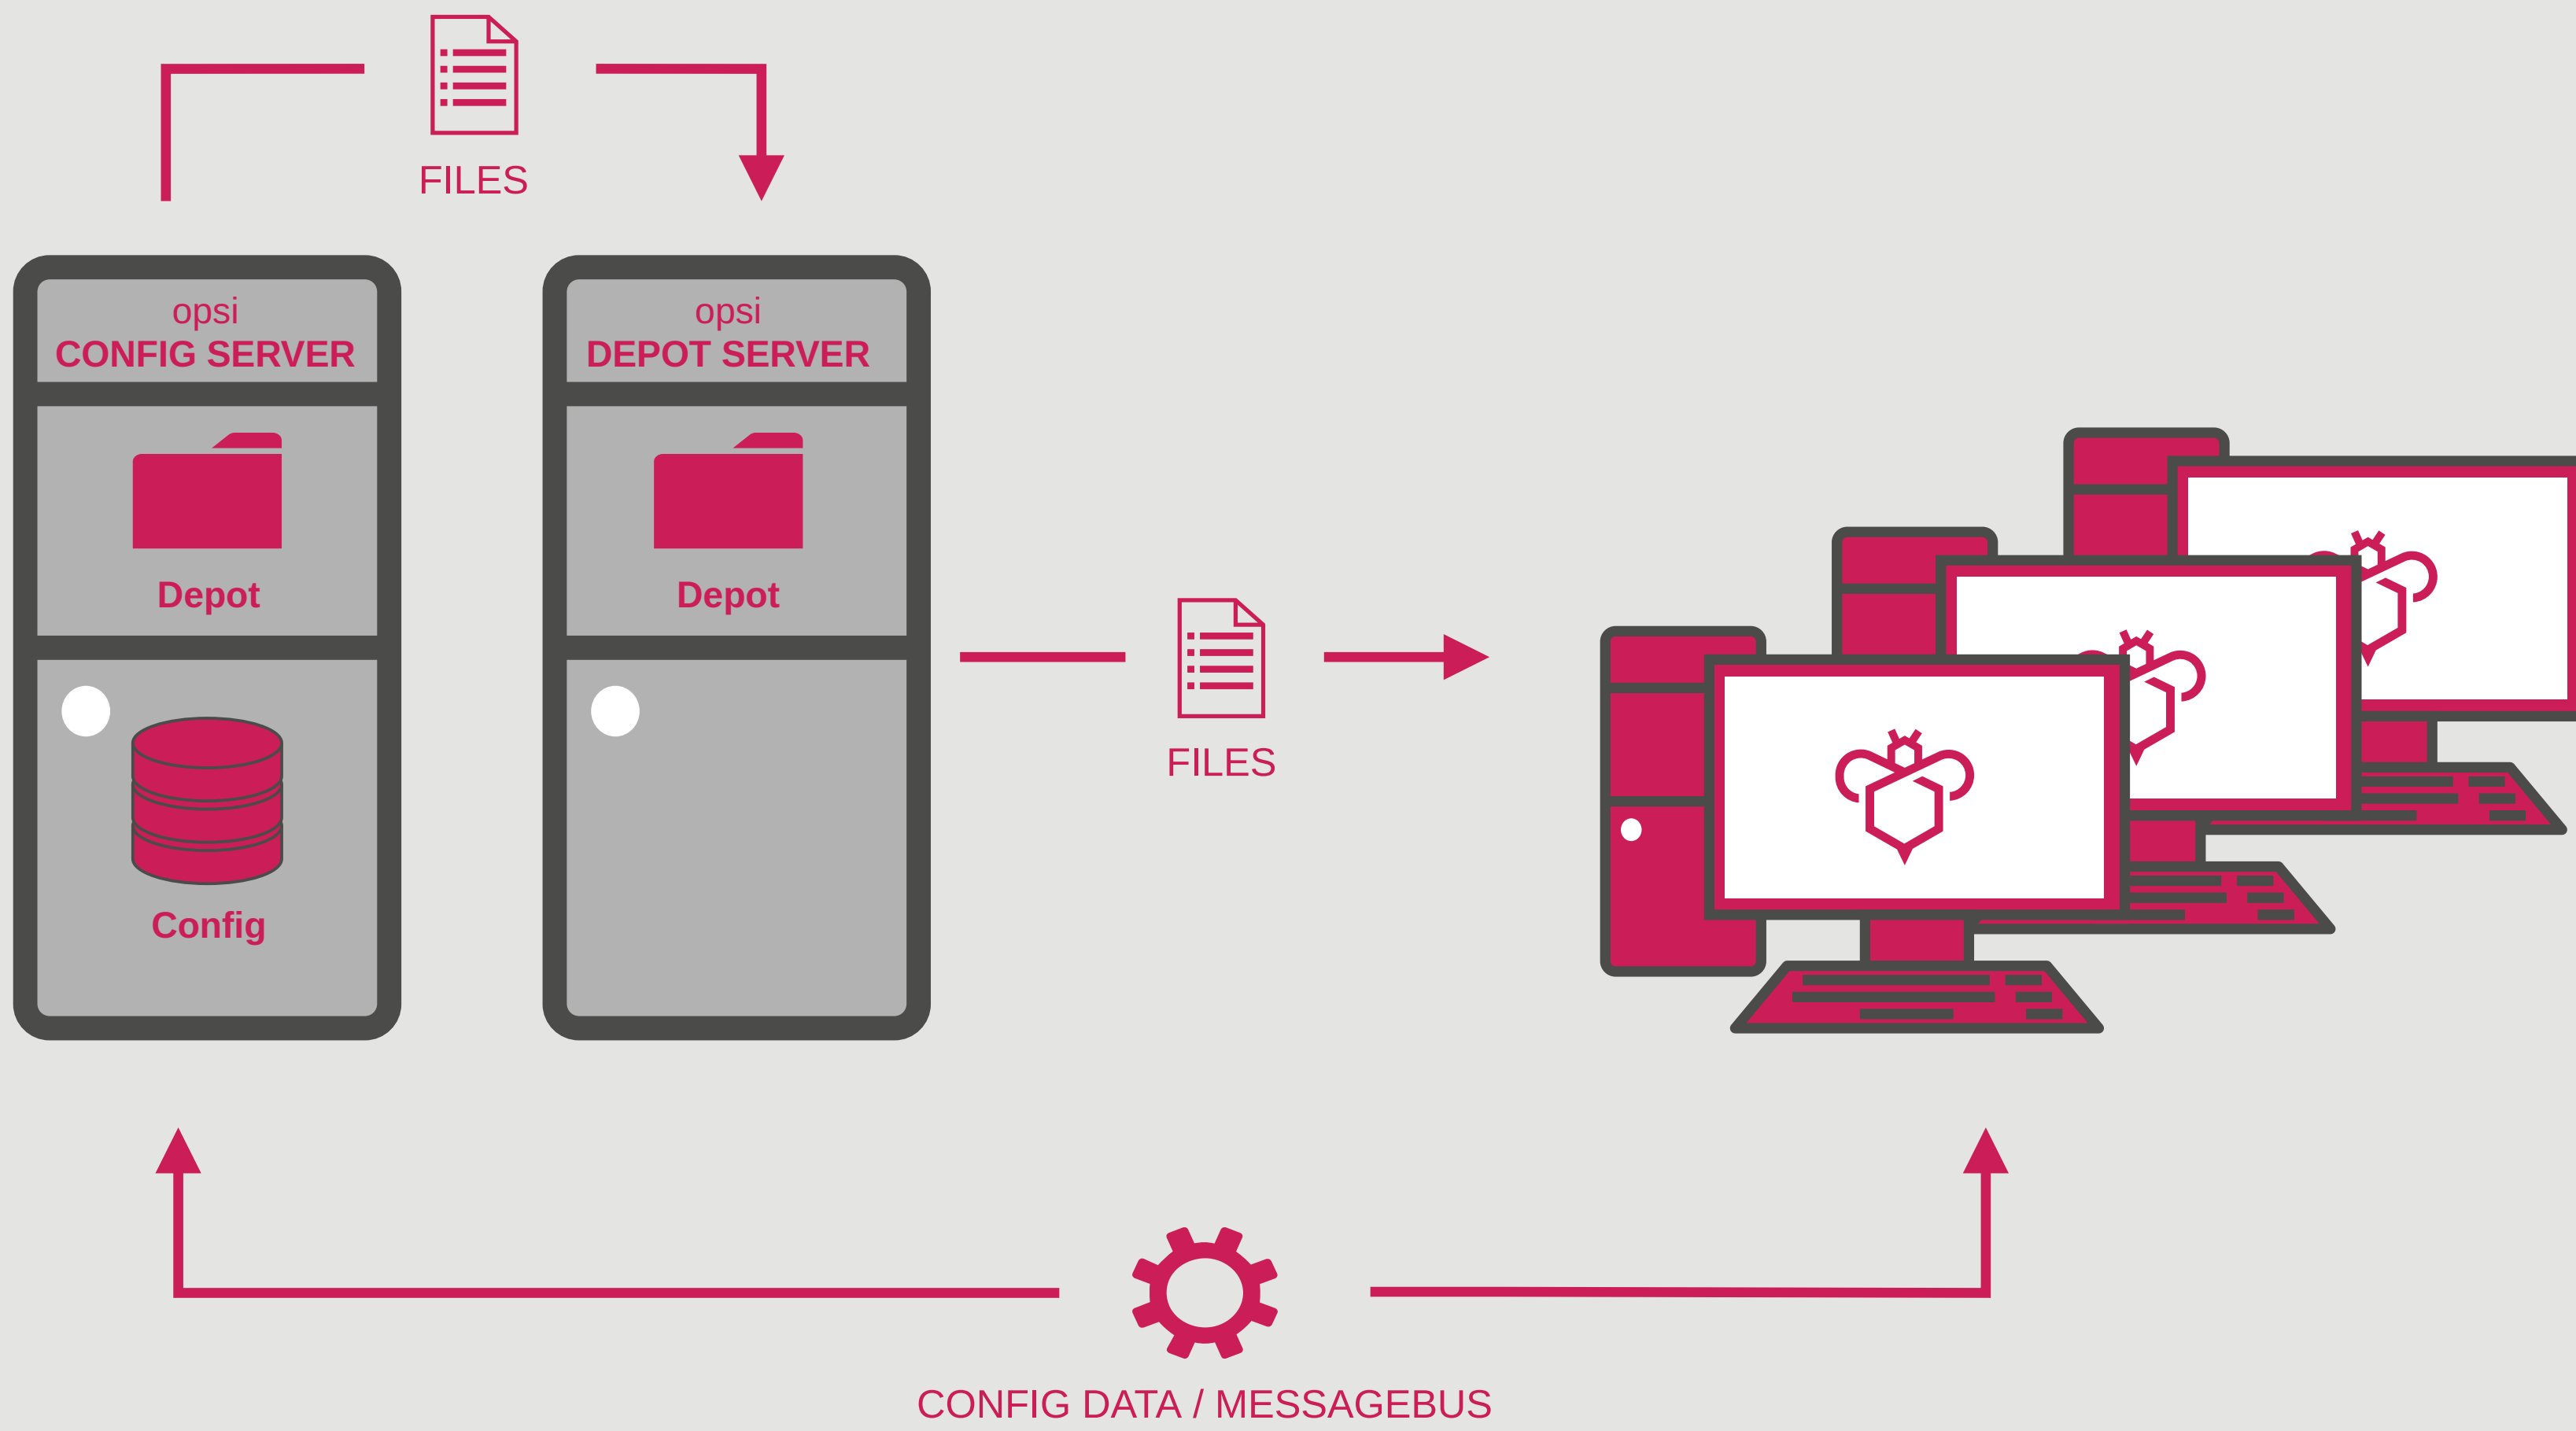 FILES
opsi
CONFIG SERVER
Depot
Config
opsi
DEPOT SERVER
Depot
FILES
CONFIG DATA / MESSAGEBUS